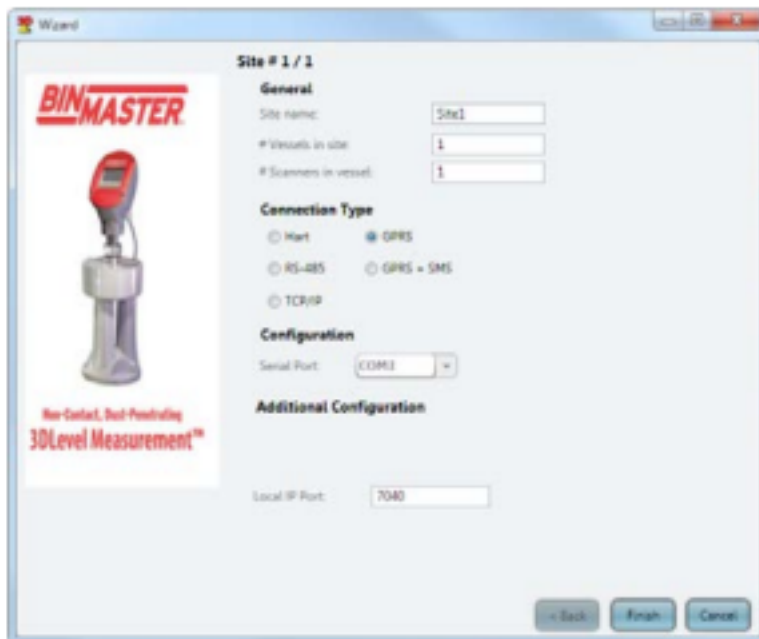 Wizard
Site # 1 / 1
BINMASTER
General
Site name: Site1
# Vessels in site: 1
# Scanners in vessel: 1
Connection Type
Hart GPRS
RS-485 GPRS + SMS
TCP/IP
Configuration
Serial Port: COM3
Additional Configuration
Non-Contact, Dust-Penetrating
3DLevel Measurement™
Local IP Port: 7040
< Back Finish Cancel